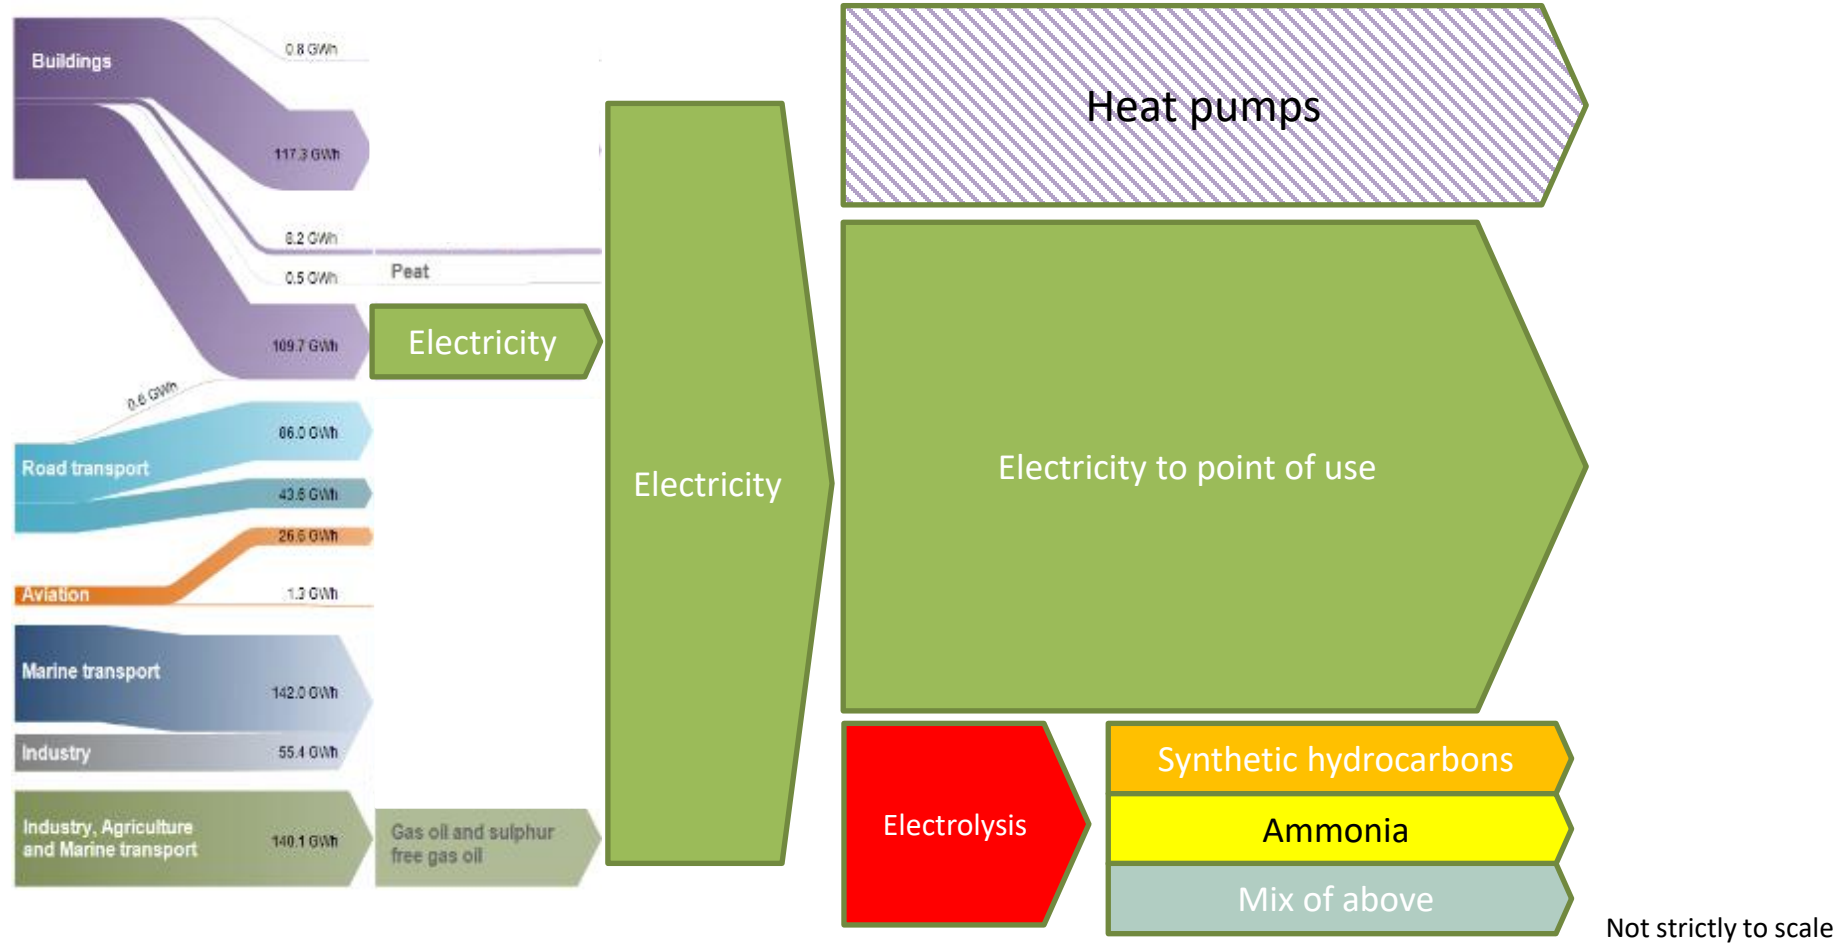 Buildings
0.8 GWh
117.3 GWh
6.2 GWh
0.5 GWh
Peat
109.7 GWh
Electricity
0.6 GWh
86.0 GWh
Road transport
43.6 GWh
26.6 GWh
Aviation
1.3 GWh
Marine transport
142.0 GWh
Industry
55.4 GWh
Industry, Agriculture
and Marine transport
140.1 GWh
Gas oil and sulphur
free gas oil
Electricity
Heat pumps
Electricity to point of use
Electrolysis
Synthetic hydrocarbons
Ammonia
Mix of above
Not strictly to scale